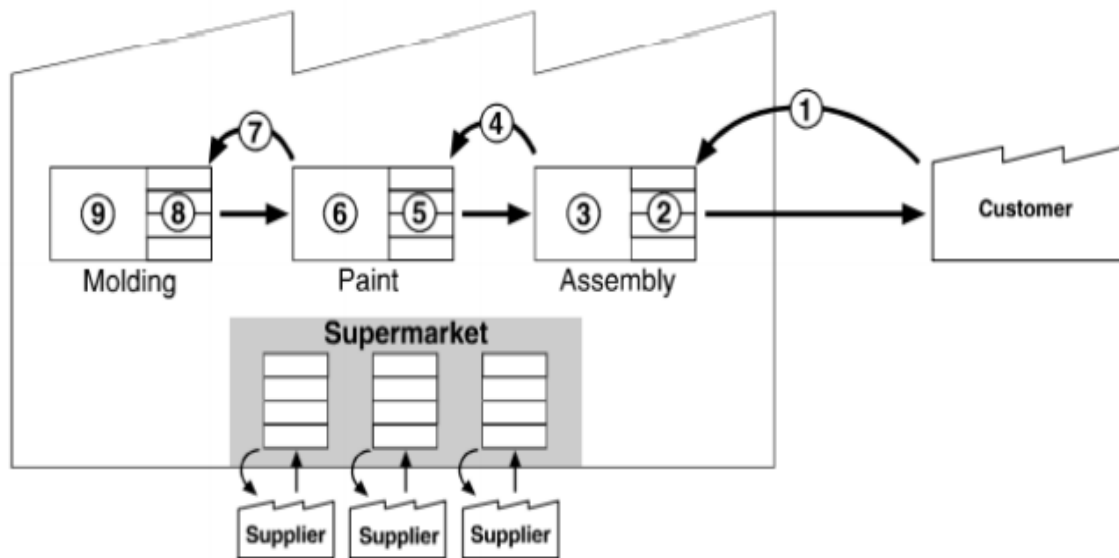 1
7
4
9
8
6
5
3
2
Customer
Molding
Paint
Assembly
Supermarket
Supplier
Supplier
Supplier